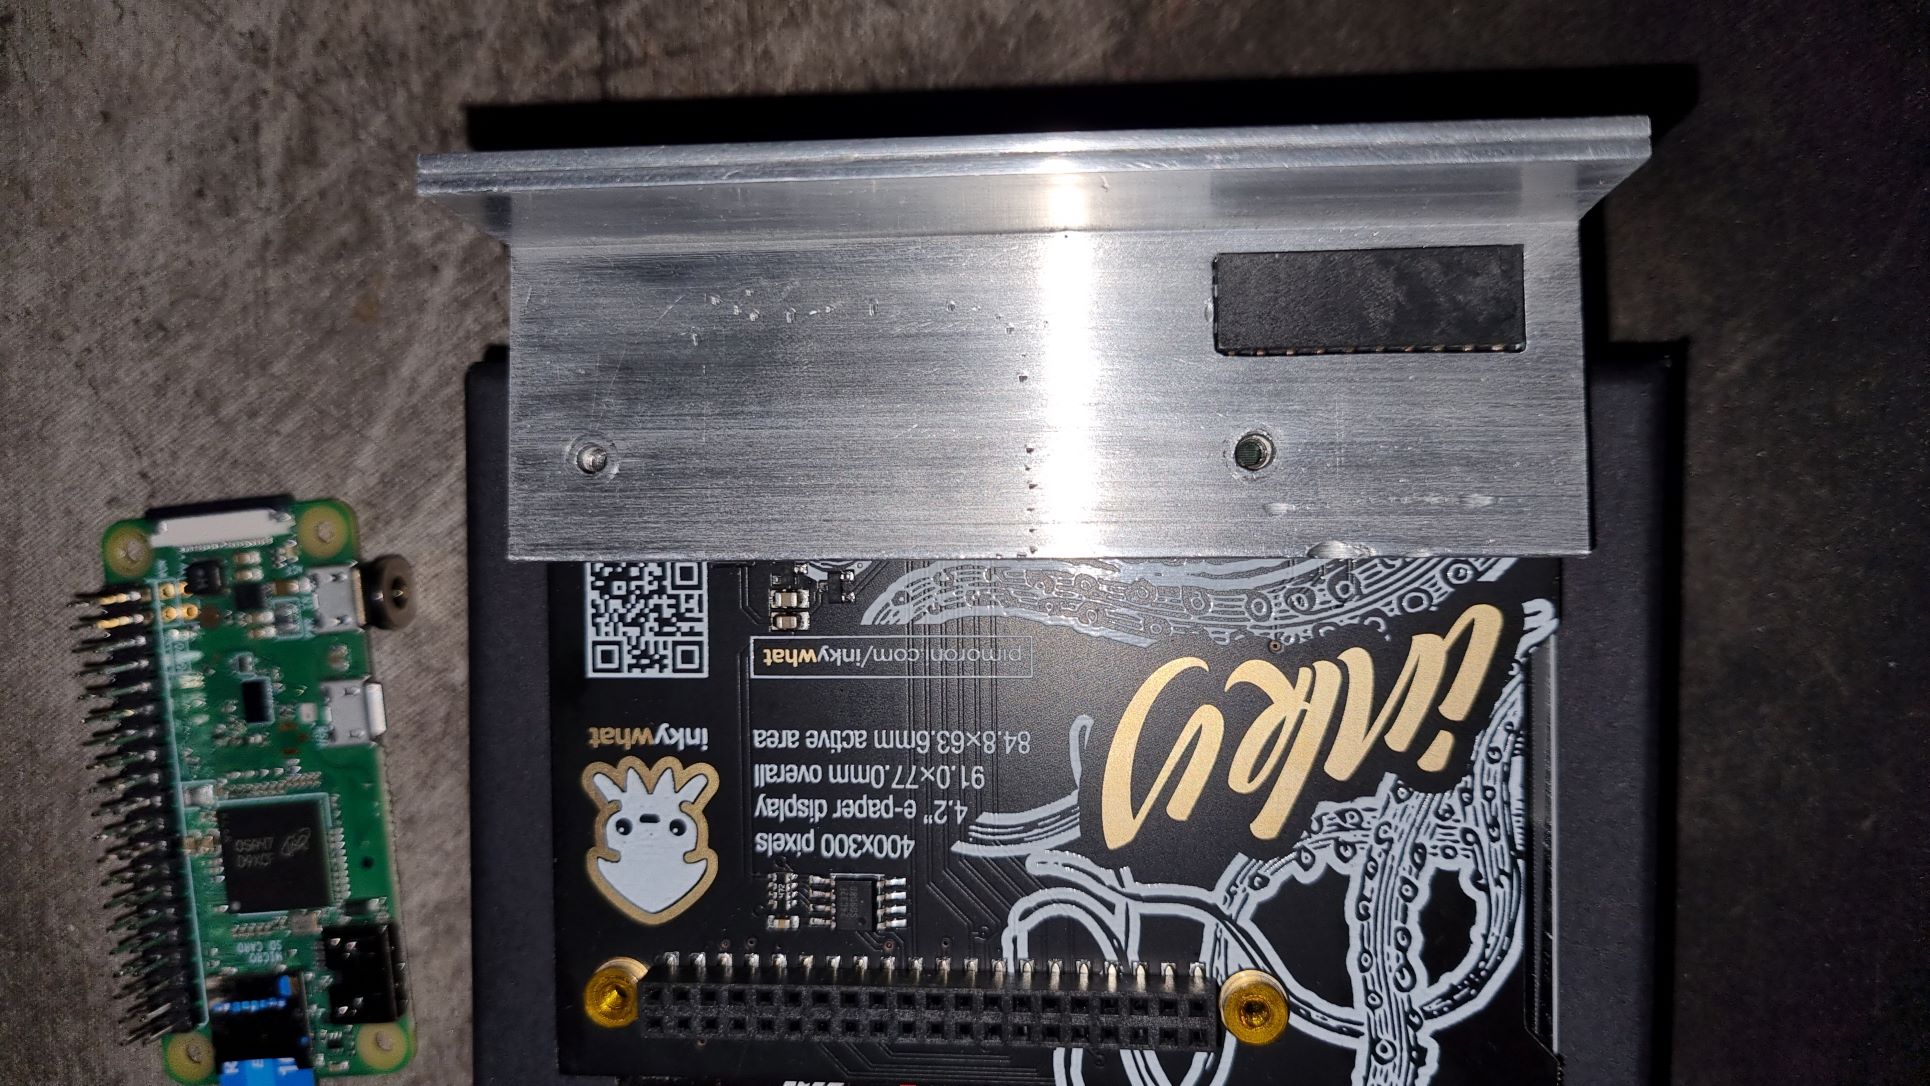 400x300 pixels
4.2" e-paper display
91.0×77.0mm overall
84.8×63.6mm active area
inky
inkywhat
pimoroni.com/inkywhat
MICRO
SD CARD